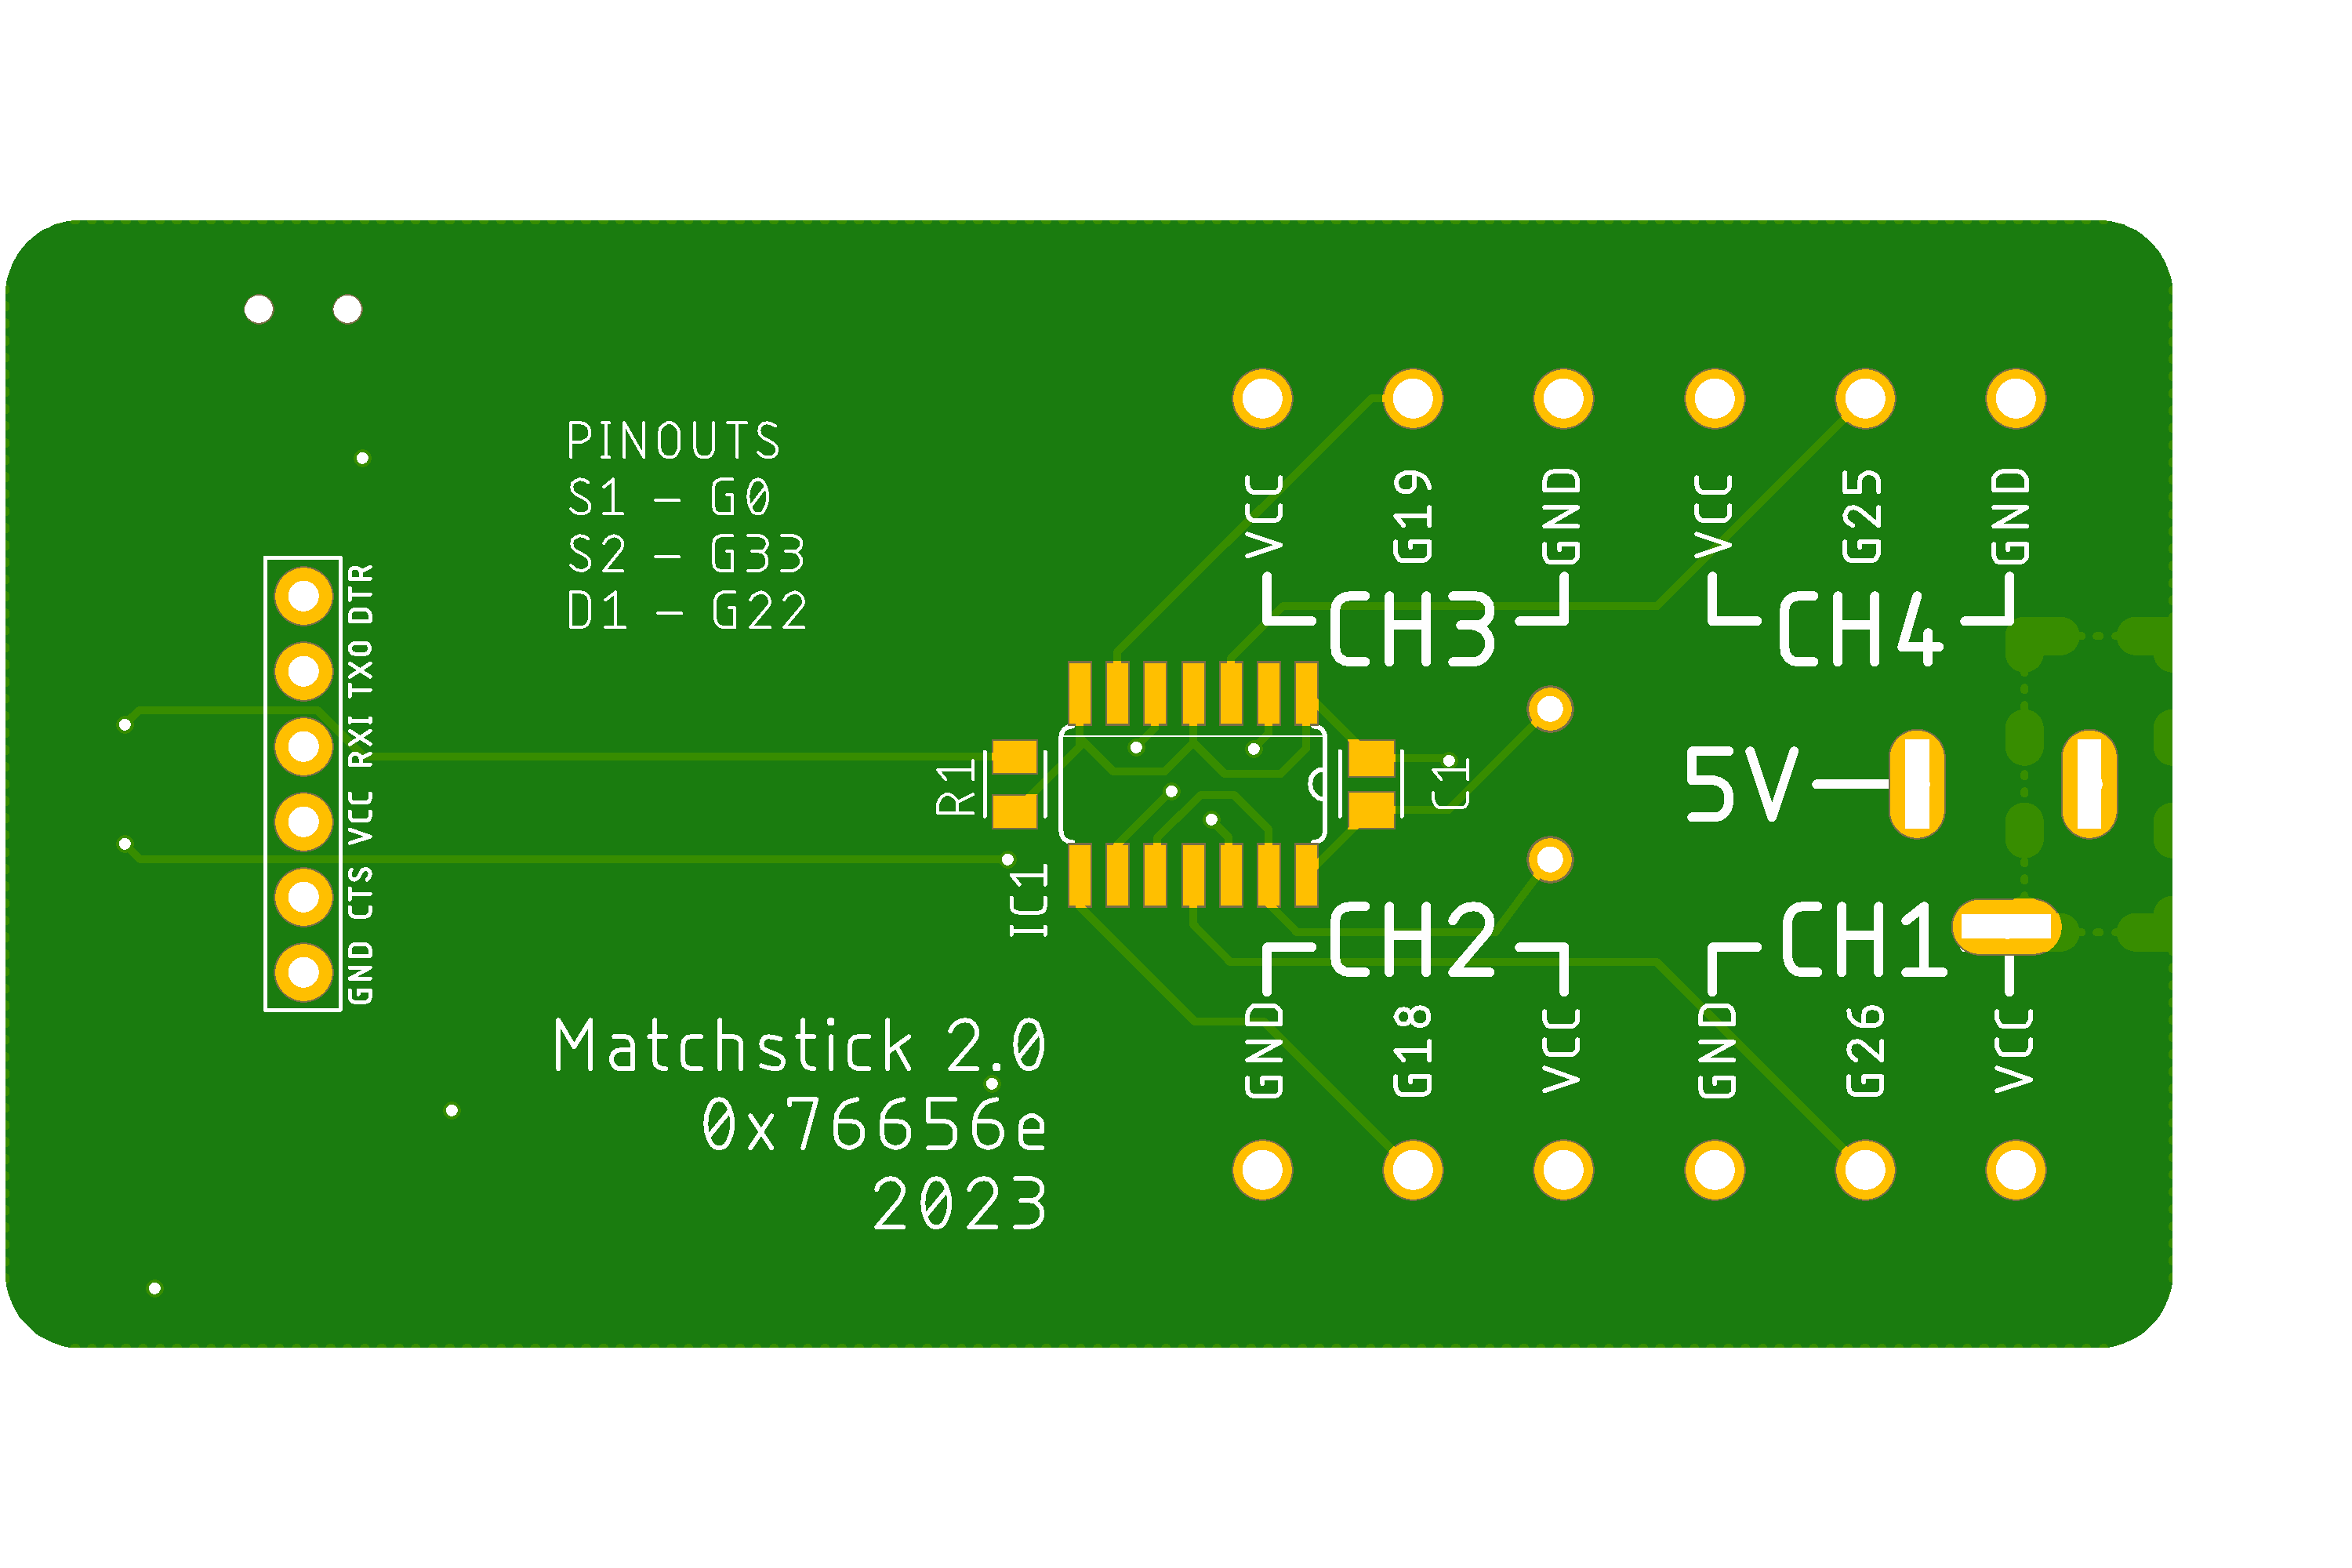 PINOUTS
S1 - G0
S2 - G33
D1 - G22
GND CTS VCC RXI TXO DTR
VCC
G19
GND
VCC
G25
GND
CH3
CH4
R1
C1
IC1
5V
CH2
CH1
GND
G18
VCC
GND
G26
VCC
Matchstick 2.0
0x76656e
2023